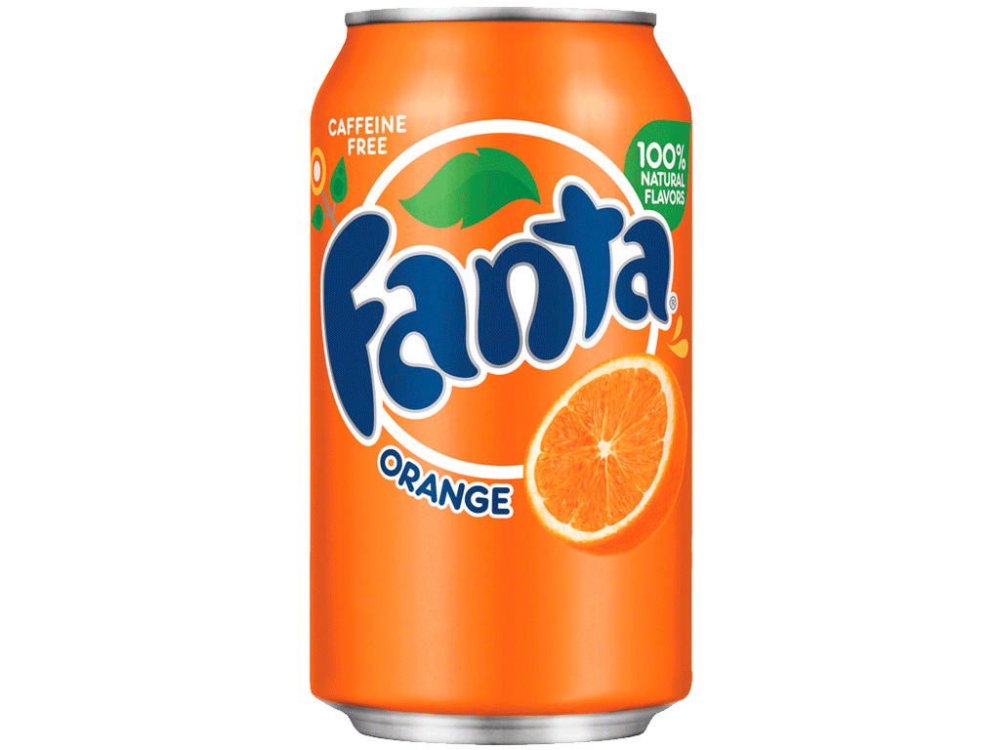 CAFFEINE
FREE
100%
NATURAL
FLAVORS
Fanta®
ORANGE